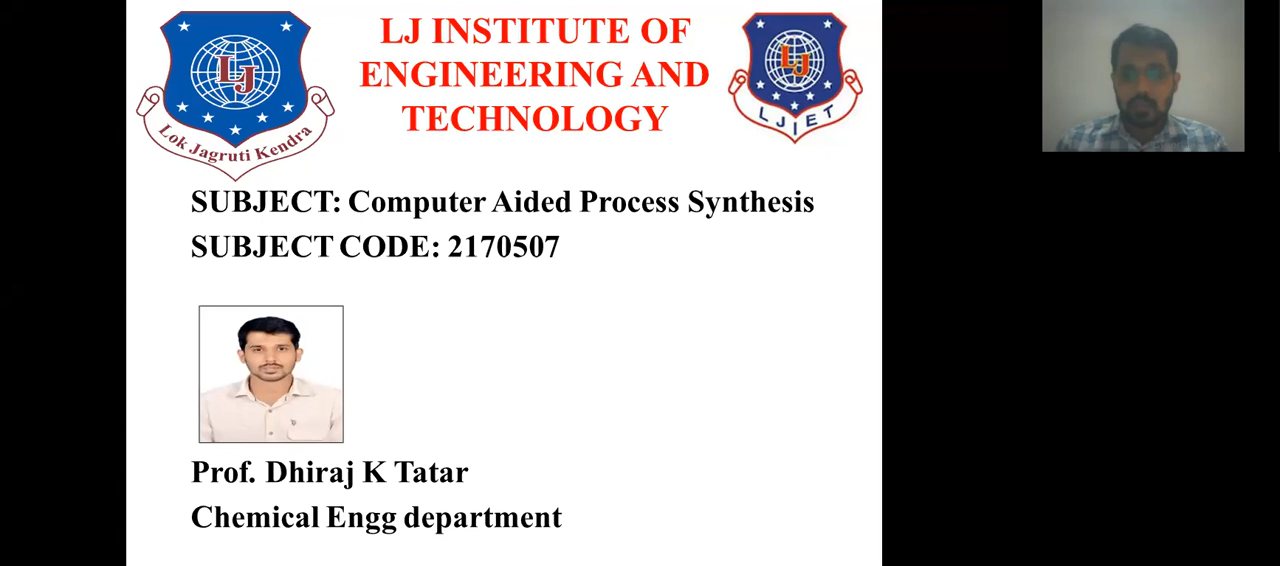 LJ
Lok Jagruti Kendra
LJ INSTITUTE OF
ENGINEERING AND
TECHNOLOGY
LJ
LJIET
SUBJECT: Computer Aided Process Synthesis
SUBJECT CODE: 2170507
Prof. Dhiraj K Tatar
Chemical Engg department